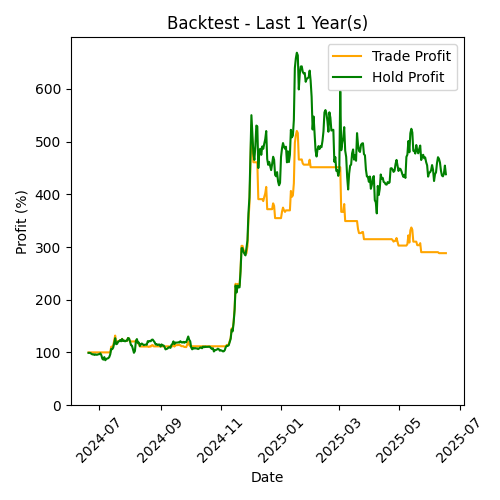 Backtest - Last 1 Year(s)
Trade Profit
Hold Profit
Profit (%)
600
500
400
300
200
100
0
2024-07
2024-09
2024-11
2025-01
2025-03
2025-05
2025-07
Date